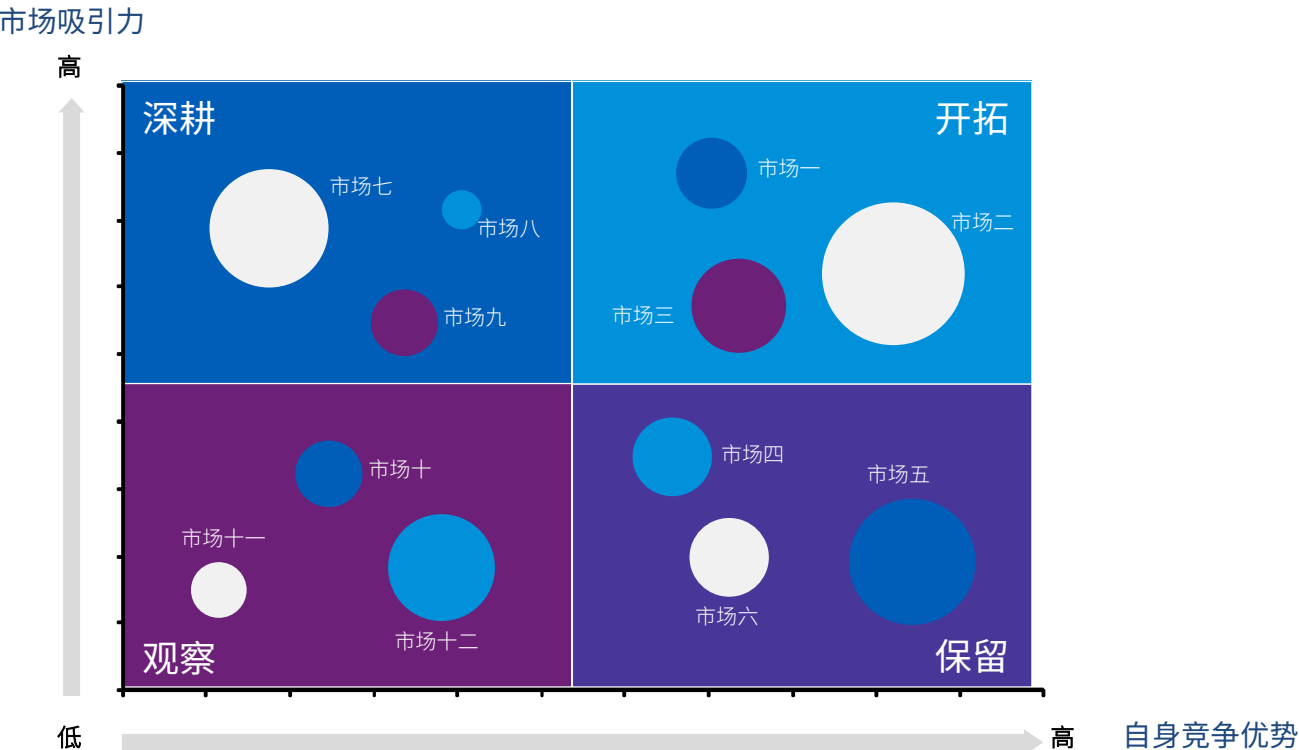 市场吸引力
高
深耕
开拓
市场一
市场七
市场二
市场八
市场三
市场九
市场四
市场十
市场五
市场十一
市场六
市场十二
观察
保留
低
高
自身竞争优势